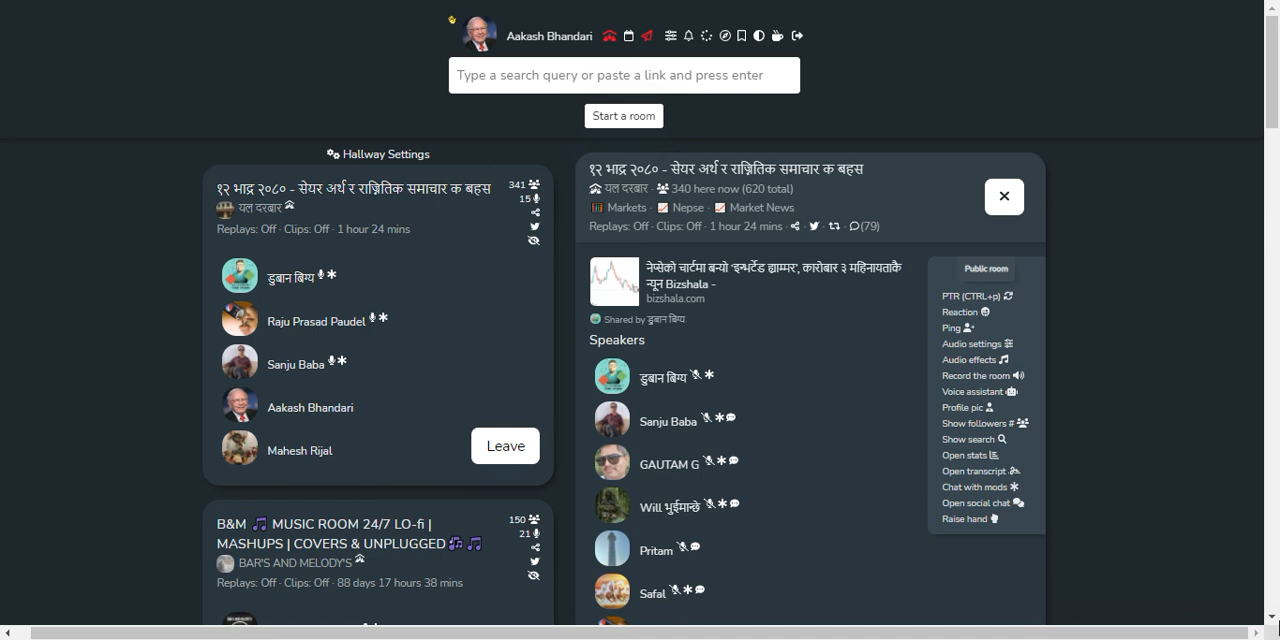 Aakash Bhandari
Type a search query or paste a link and press enter
Start a room
Hallway Settings
१२ भाद्र २०८० - सेयर अर्थ र राज्नितिक समाचार क बहस
341
यल दरबार
15
Replays: Off · Clips: Off · 1 hour 24 mins
डुबान बिग्य
Raju Prasad Paudel
Sanju Baba
Aakash Bhandari
Mahesh Rijal
Leave
B&M 🎵 MUSIC ROOM 24/7 LO-fi |
MASHUPS | COVERS & UNPLUGGED 🎶 🎵
150
21
BAR'S AND MELODY'S
Replays: Off · Clips: Off · 88 days 17 hours 38 mins
१२ भाद्र २०८० - सेयर अर्थ र राज्नितिक समाचार क बहस
यल दरबार · 340 here now (620 total)
Markets · Nepse · Market News
Replays: Off · Clips: Off · 1 hour 24 mins · (79)
नेप्सेको चार्टमा बन्यो 'इन्भर्टेड ह्याम्मर', कारोबार ३ महिनायताकै
न्यून Bizshala -
bizshala.com
Shared by डुबान बिग्य
Speakers
डुबान बिग्य
Sanju Baba
GAUTAM G
Will भुईमान्छे
Pritam
Safal
Public room
PTR (CTRL+p)
Reaction
Ping
Audio settings
Audio effects
Record the room
Voice assistant
Profile pic
Show followers #
Show search
Open stats
Open transcript
Chat with mods
Open social chat
Raise hand